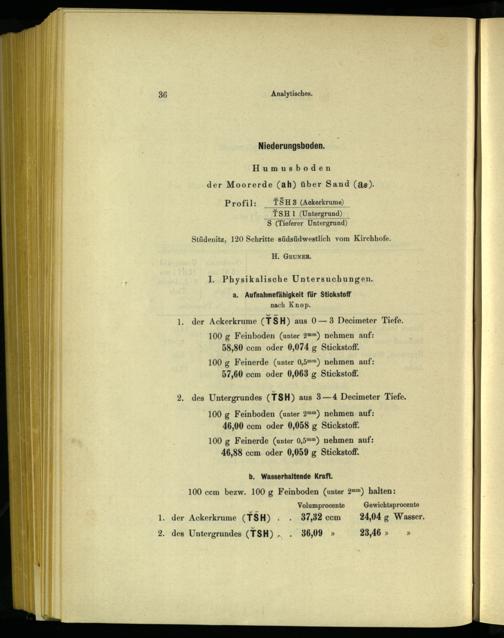 36
Analytisches.
Niederungsboden.
Humusboden
der Moorerde (ah) über Sand (as).
Profil: T̆S̆H 3 (Ackerkrume)
T̆SH 1 (Untergrund)
S (Tieferer Untergrund)
Stüdenitz, 120 Schritte südsüdwestlich vom Kirchhofe.
H. Gruner.
I. Physikalische Untersuchungen.
a. Aufnahmefähigkeit für Stickstoff
nach Knop.
1. der Ackerkrume (T̆S̆H) aus 0—3 Decimeter Tiefe.
100 g Feinboden (unter 2mm) nehmen auf:
58,80 ccm oder 0,074 g Stickstoff.
100 g Feinerde (unter 0,5mm) nehmen auf:
57,60 ccm oder 0,063 g Stickstoff.
2. des Untergrundes (T̆SH) aus 3—4 Decimeter Tiefe.
100 g Feinboden (unter 2mm) nehmen auf:
46,00 ccm oder 0,058 g Stickstoff.
100 g Feinerde (unter 0,5mm) nehmen auf:
46,88 ccm oder 0,059 g Stickstoff.
b. Wasserhaltende Kraft.
100 ccm bezw. 100 g Feinboden (unter 2mm) halten:
Volumprocente Gewichtsprocente
1. der Ackerkrume (T̆S̆H) . . 37,32 ccm 24,04 g Wasser.
2. des Untergrundes (T̆SH) . . 36,09 » 23,46 » »